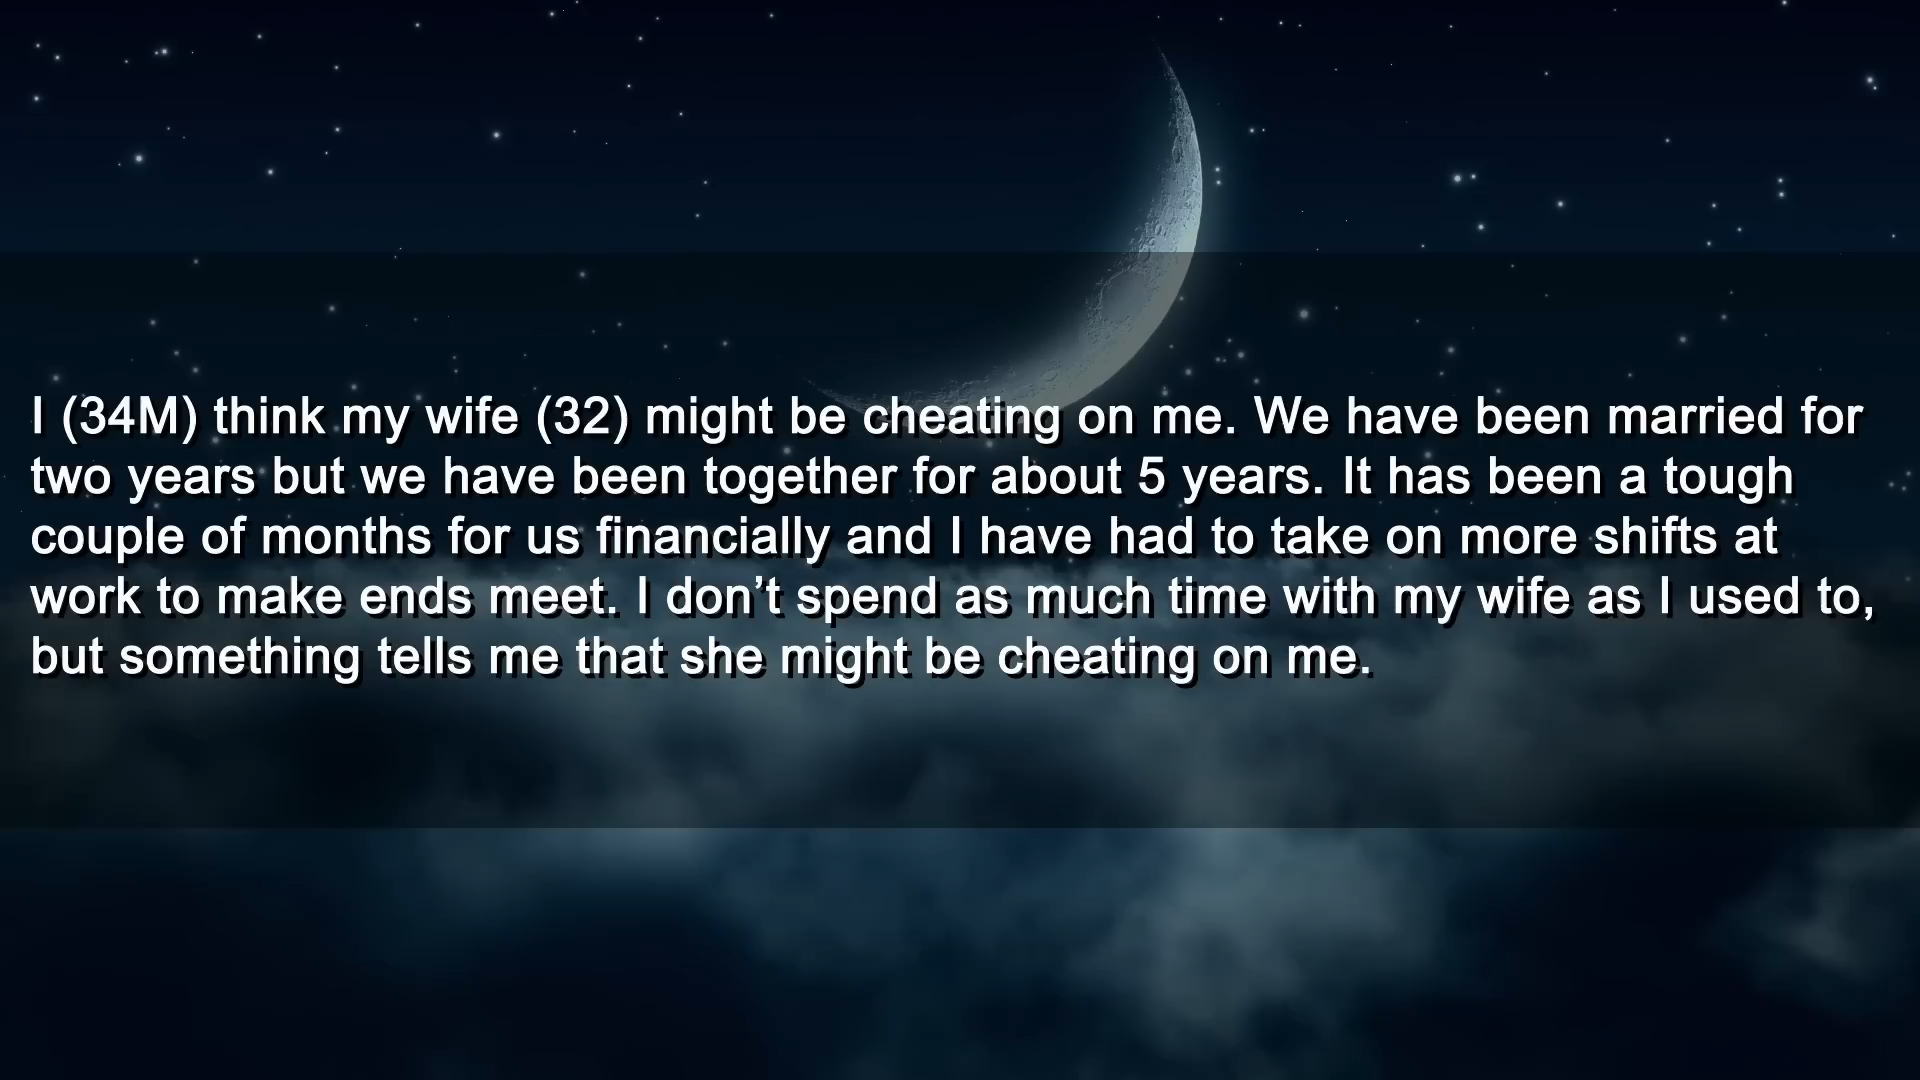 I (34M) think my wife (32) might be cheating on me. We have been married for
two years but we have been together for about 5 years. It has been a tough
couple of months for us financially and I have had to take on more shifts at
work to make ends meet. I don’t spend as much time with my wife as I used to,
but something tells me that she might be cheating on me.